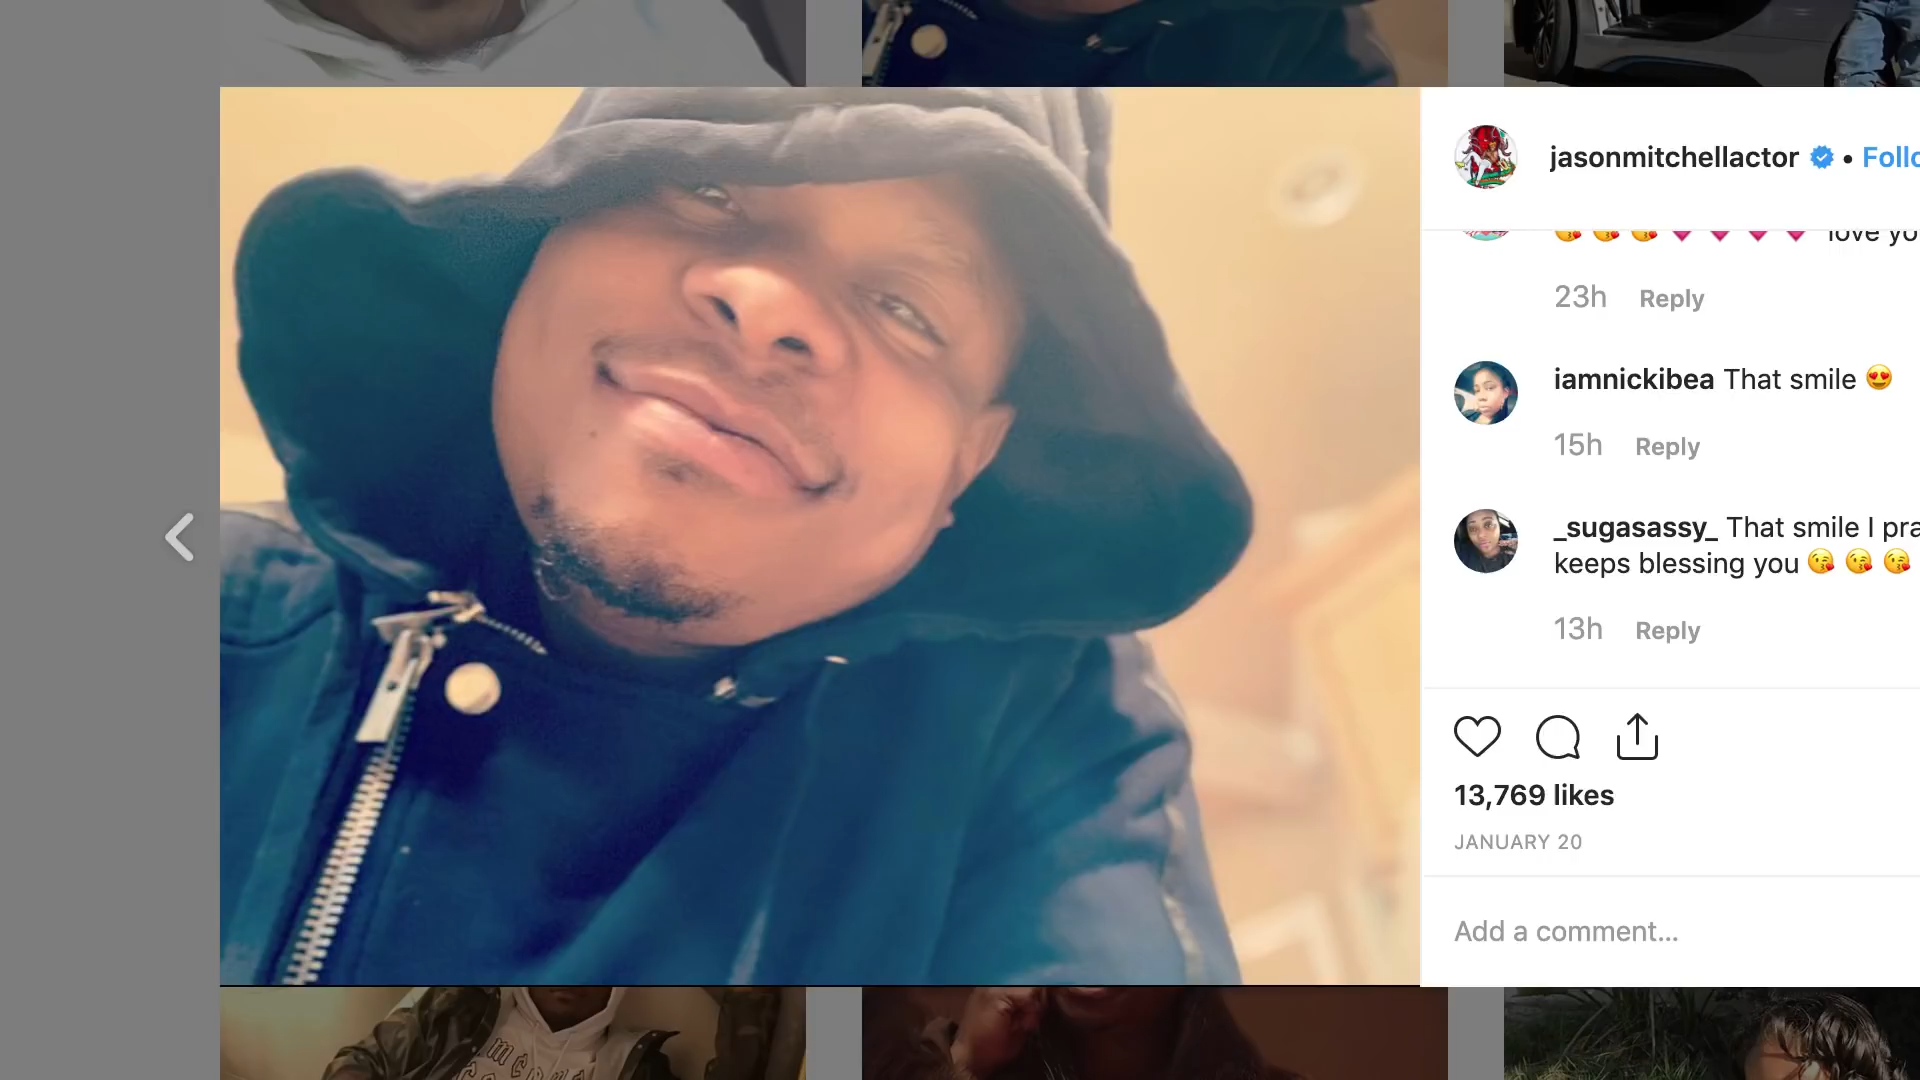 jasonmitchellactor • Follo
love yo
23h Reply
iamnickibea That smile 😍
15h Reply
_sugasassy_ That smile I pra
keeps blessing you 😘 😘 😘
13h Reply
13,769 likes
JANUARY 20
Add a comment...